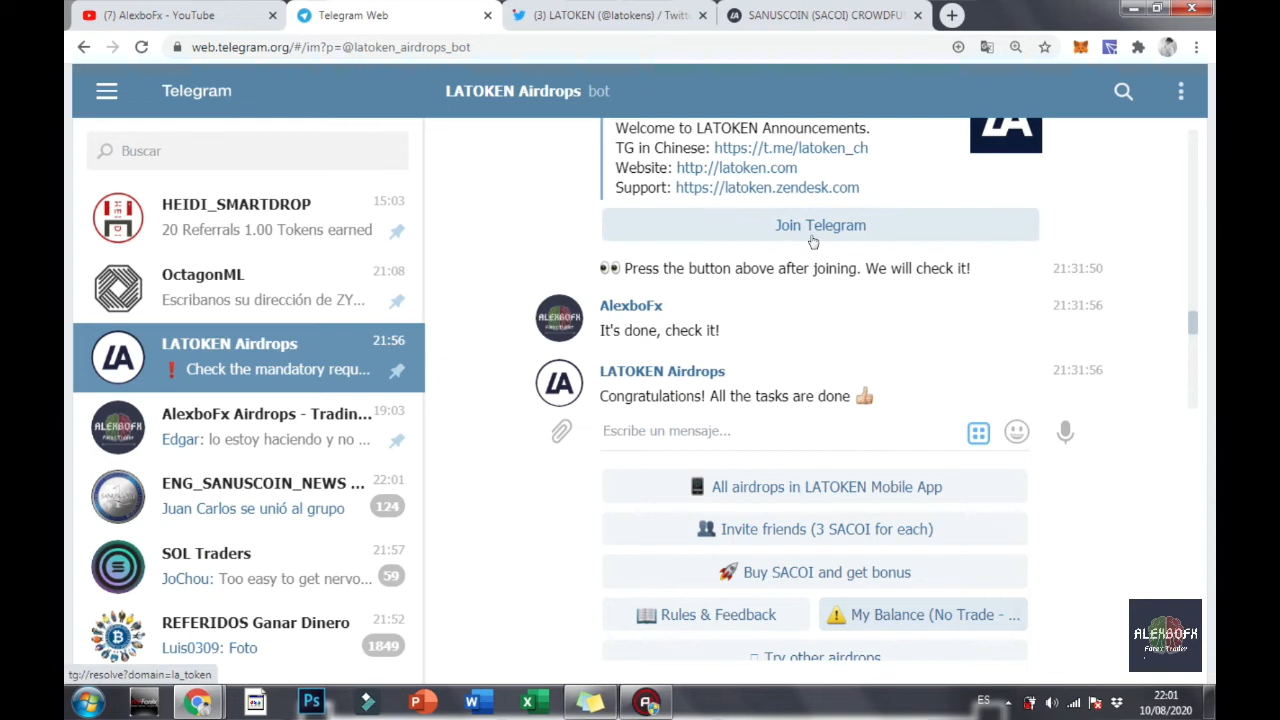 (7) AlexboFx - YouTube
Telegram Web
(3) LATOKEN (@latokens) / Twitte
SANUSCOIN (SACOI) CROWDFU
web.telegram.org/#/im?p=@latoken_airdrops_bot
Telegram
LATOKEN Airdrops bot
Buscar
HEIDI_SMARTDROP
15:03
20 Referrals 1.00 Tokens earned
OctagonML
21:08
Escribanos su dirección de ZY...
LATOKEN Airdrops
21:56
❗ Check the mandatory requ...
AlexboFx Airdrops - Tradin...
19:03
Edgar: lo estoy haciendo y no ...
ENG_SANUSCOIN_NEWS ...
22:01
Juan Carlos se unió al grupo
124
SOL Traders
21:57
JoChou: Too easy to get nervo...
59
REFERIDOS Ganar Dinero
21:52
Luis0309: Foto
1849
Welcome to LATOKEN Announcements.
TG in Chinese: https://t.me/latoken_ch
Website: http://latoken.com
Support: https://latoken.zendesk.com
Join Telegram
👀 Press the button above after joining. We will check it!
21:31:50
AlexboFx
21:31:56
It's done, check it!
LATOKEN Airdrops
21:31:56
Congratulations! All the tasks are done 👍
Escribe un mensaje...
📱 All airdrops in LATOKEN Mobile App
👥 Invite friends (3 SACOI for each)
🚀 Buy SACOI and get bonus
📖 Rules & Feedback
⚠️ My Balance (No Trade - ...
Try other airdrops
tg://resolve?domain=la_token
ALEXBOFX
Forex Trader
ES
22:01
10/08/2020